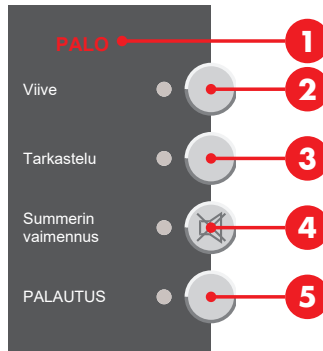 PALO
1
Viive
2
Tarkastelu
3
Summerin
vaimennus
4
PALAUTUS
5